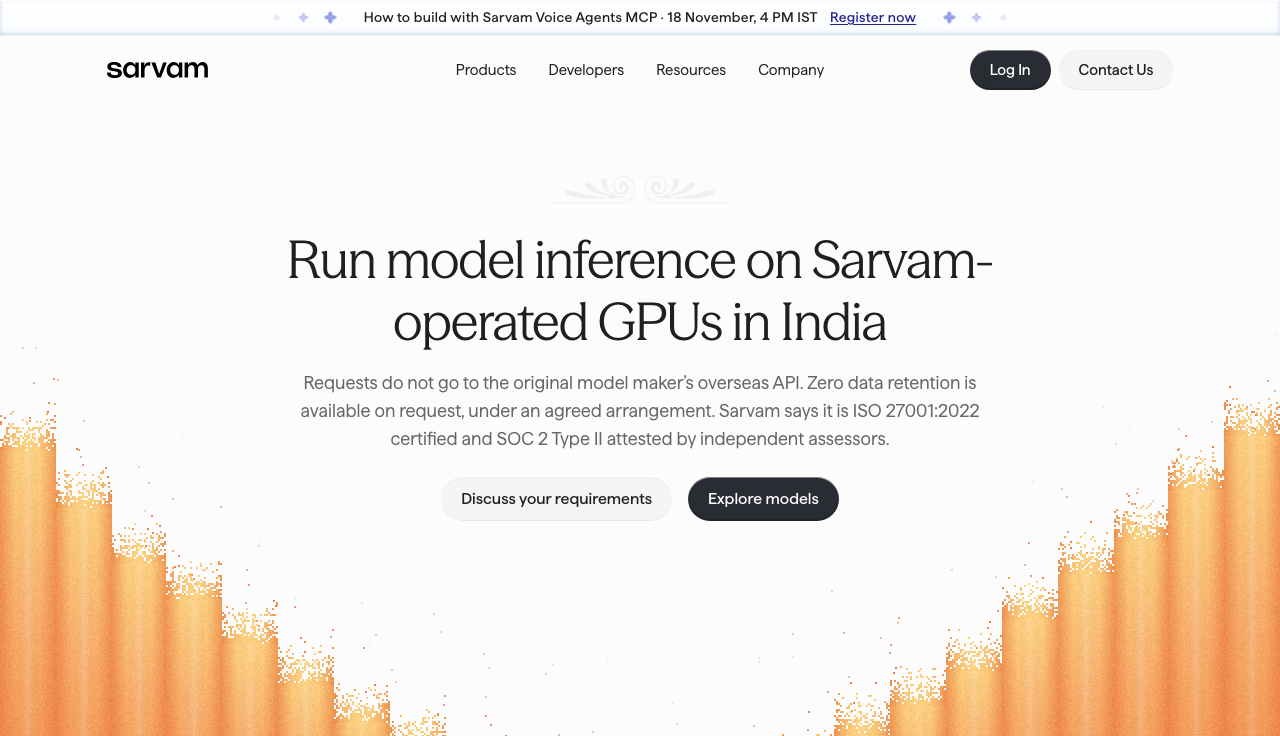 How to build with Sarvam Voice Agents MCP · 18 November, 4 PM IST Register now
sarvam
Products Developers Resources Company
Log In Contact Us
Run model inference on Sarvam-
operated GPUs in India
Requests do not go to the original model maker’s overseas API. Zero data retention is
available on request, under an agreed arrangement. Sarvam says it is ISO 27001:2022
certified and SOC 2 Type II attested by independent assessors.
Discuss your requirements Explore models